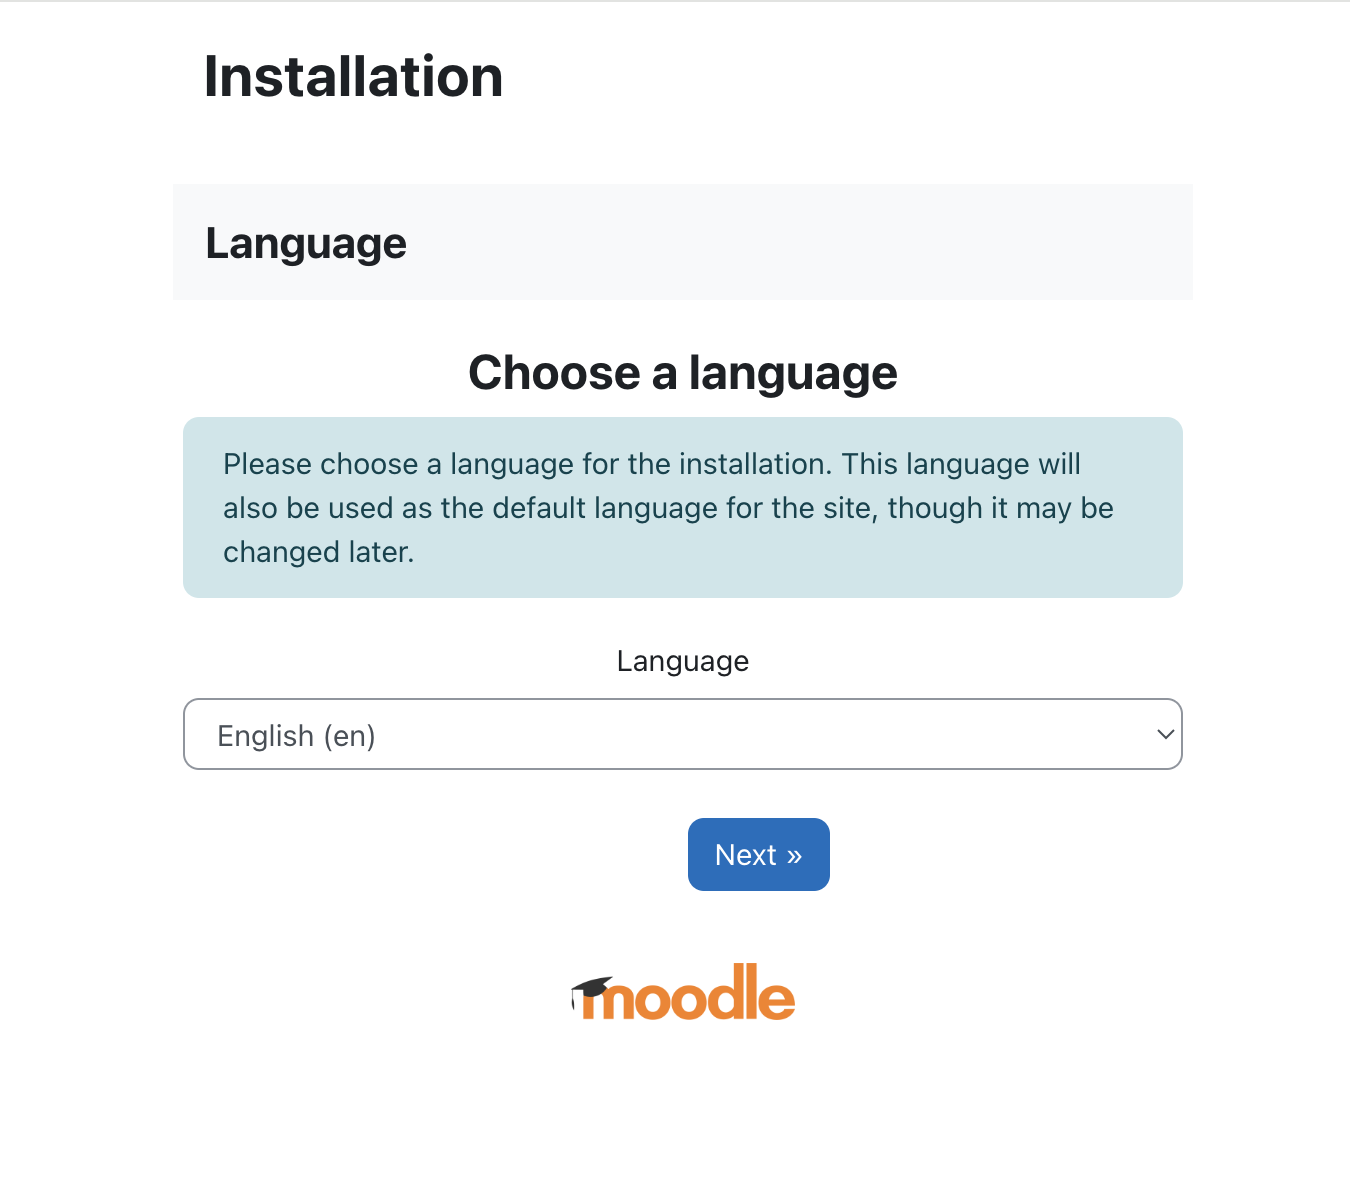 Installation
Language
Choose a language
Please choose a language for the installation. This language will
also be used as the default language for the site, though it may be
changed later.
Language
English (en)
Next »
moodle